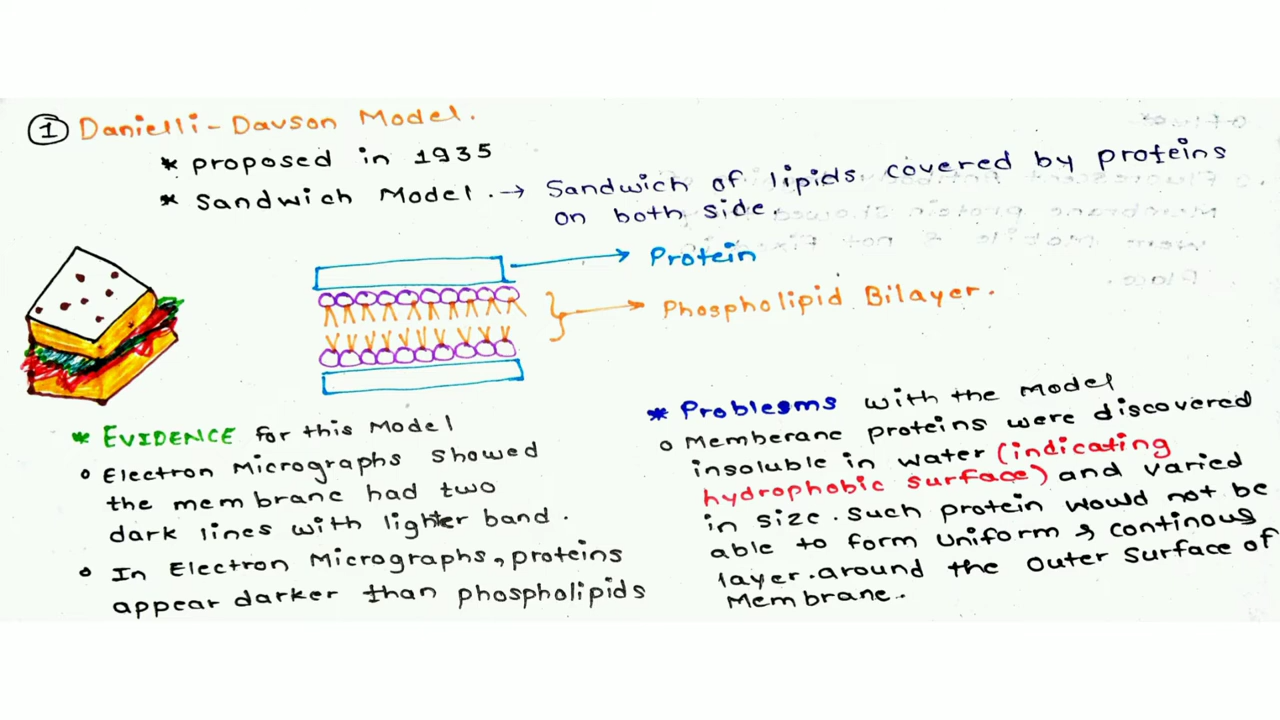 ① Danielli-Davson Model.
* proposed in 1935
* Sandwich Model. → Sandwich of lipids covered by proteins
on both side.
Protein
Phospholipid Bilayer.
* EVIDENCE for this Model
o Electron Micrographs showed
the membrane had two
dark lines with lighter band.
o In Electron Micrographs, proteins
appear darker than phospholipids
* Problesms with the Model
o Memberane proteins were discovered
insoluble in water (indicating
hydrophobic surface) and varied
in size. Such protein would not be
able to form uniform & continous
layer. around the outer surface of
Membrane.